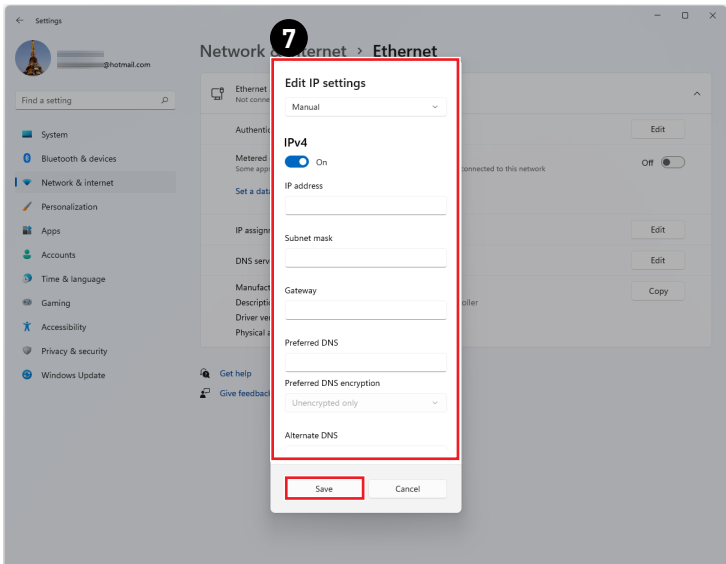 Settings
7
@hotmail.com
Network & Internet > Ethernet
Find a setting
System
Bluetooth & devices
Network & internet
Personalization
Apps
Accounts
Time & language
Gaming
Accessibility
Privacy & security
Windows Update
Ethernet
Not conne
Authentic
Edit
Metered
Some app
connected to this network
Off
Set a data
IP assign
Edit
DNS serv
Edit
Manufact
Copy
Descripti
oller
Driver ve
Physical a
Get help
Give feedback
Edit IP settings
Manual
IPv4
On
IP address
Subnet mask
Gateway
Preferred DNS
Preferred DNS encryption
Unencrypted only
Alternate DNS
Save
Cancel